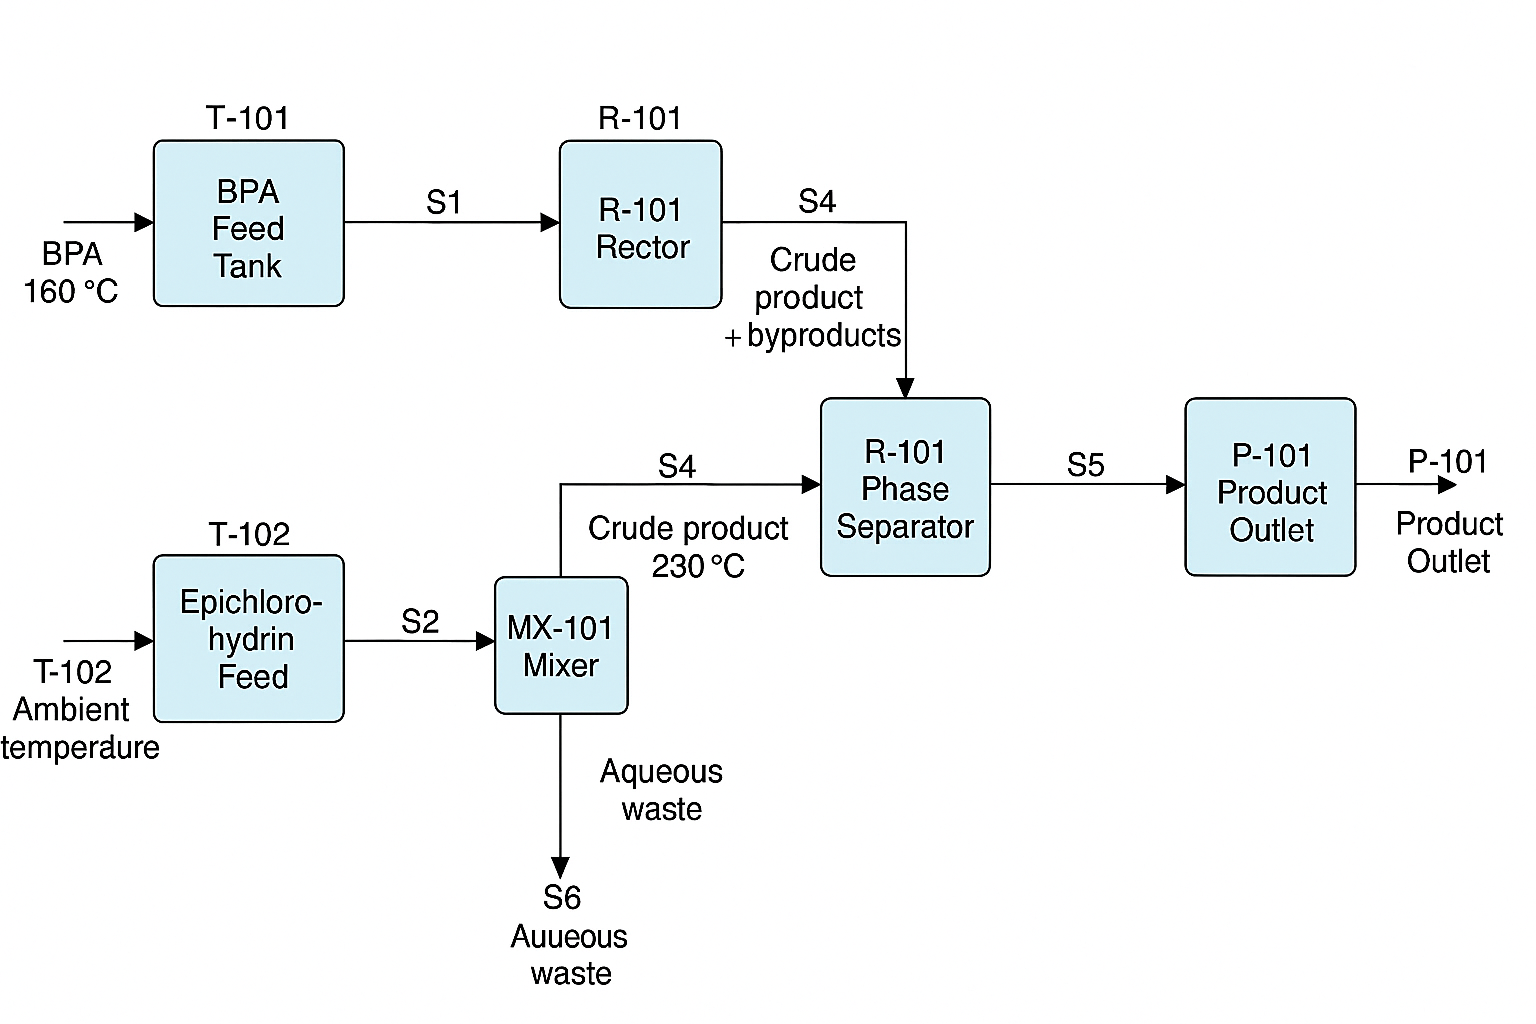 T-101
BPA
Feed
Tank
BPA
160 °C
S1
R-101
R-101
Rector
S4
Crude
product
+ byproducts
T-102
Epichloro-
hydrin
Feed
T-102
Ambient
temperdure
S2
MX-101
Mixer
S4
Crude product
230 °C
R-101
Phase
Separator
S5
P-101
Product
Outlet
P-101
Product
Outlet
Aqueous
waste
S6
Auueous
waste